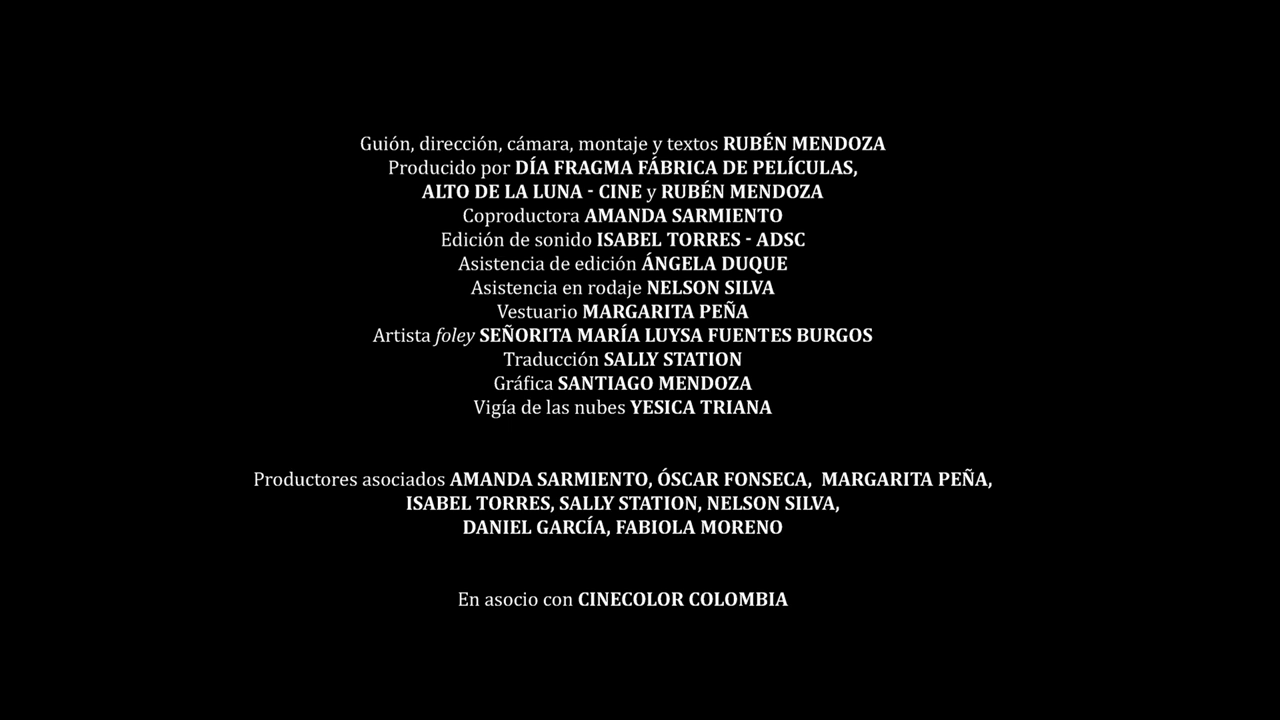 Guión, dirección, cámara, montaje y textos RUBÉN MENDOZA
Producido por DÍA FRAGMA FÁBRICA DE PELÍCULAS,
ALTO DE LA LUNA - CINE y RUBÉN MENDOZA
Coproductora AMANDA SARMIENTO
Edición de sonido ISABEL TORRES - ADSC
Asistencia de edición ÁNGELA DUQUE
Asistencia en rodaje NELSON SILVA
Vestuario MARGARITA PEÑA
Artista foley SEÑORITA MARÍA LUYSA FUENTES BURGOS
Traducción SALLY STATION
Gráfica SANTIAGO MENDOZA
Vigía de las nubes YESICA TRIANA
Productores asociados AMANDA SARMIENTO, ÓSCAR FONSECA, MARGARITA PEÑA,
ISABEL TORRES, SALLY STATION, NELSON SILVA,
DANIEL GARCÍA, FABIOLA MORENO
En asocio con CINECOLOR COLOMBIA